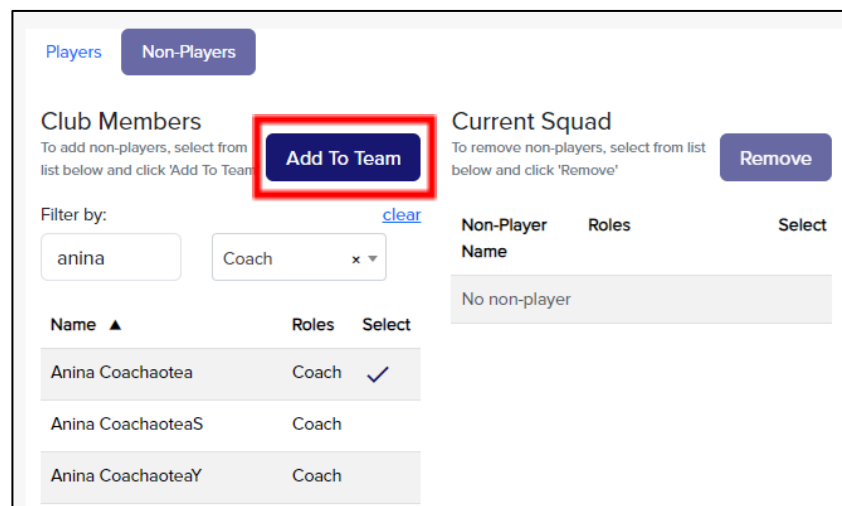 Players Non-Players
Club Members
To add non-players, select from
list below and click 'Add To Team
Add To Team
Filter by:
clear
anina
Coach × ▼
Name ▲ Roles Select
Anina Coachaotea Coach ✓
Anina CoachaoteaS Coach
Anina CoachaoteaY Coach
Current Squad
To remove non-players, select from list
below and click 'Remove'
Remove
Non-Player
Name
Roles
Select
No non-player